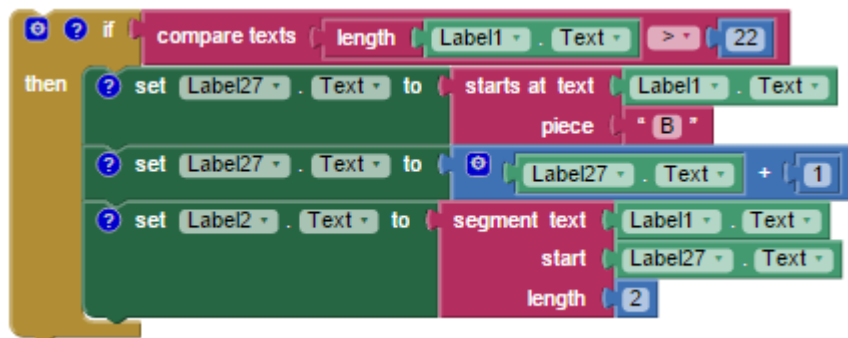 ? if compare texts length Label1 . Text > 22
then ? set Label27 . Text to starts at text Label1 . Text
piece " B "
? set Label27 . Text to Label27 . Text + 1
? set Label2 . Text to segment text Label1 . Text
start Label27 . Text
length 2